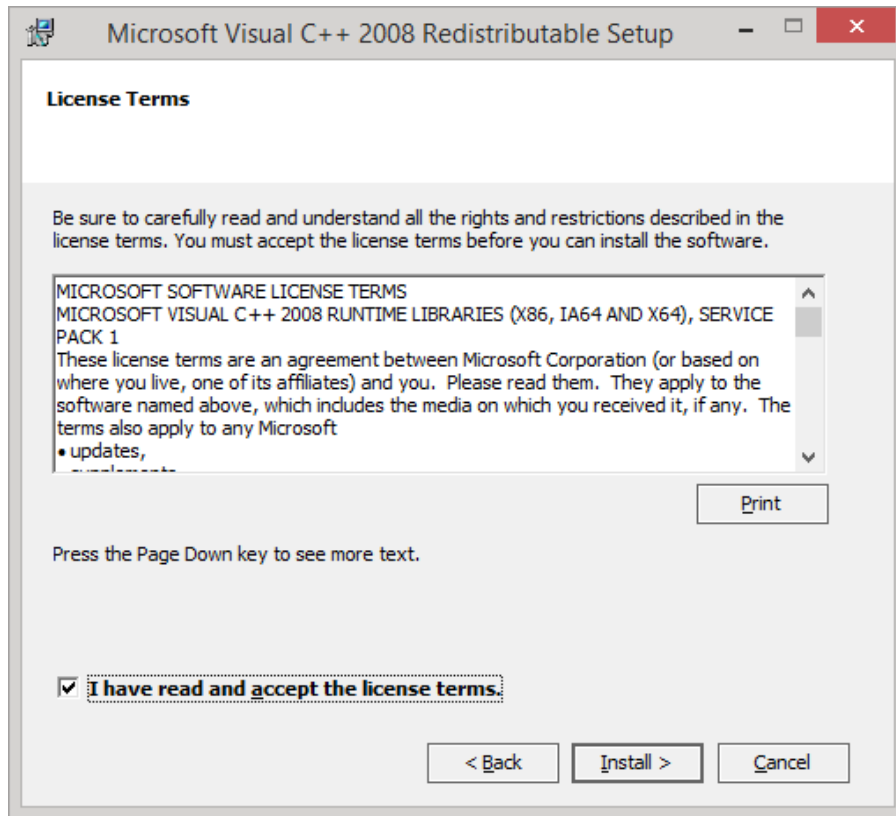 Microsoft Visual C++ 2008 Redistributable Setup
License Terms
Be sure to carefully read and understand all the rights and restrictions described in the
license terms. You must accept the license terms before you can install the software.
MICROSOFT SOFTWARE LICENSE TERMS
MICROSOFT VISUAL C++ 2008 RUNTIME LIBRARIES (X86, IA64 AND X64), SERVICE
PACK 1
These license terms are an agreement between Microsoft Corporation (or based on
where you live, one of its affiliates) and you.  Please read them.  They apply to the
software named above, which includes the media on which you received it, if any.  The
terms also apply to any Microsoft
• updates,
Print
Press the Page Down key to see more text.
I have read and accept the license terms.
< Back
Install >
Cancel